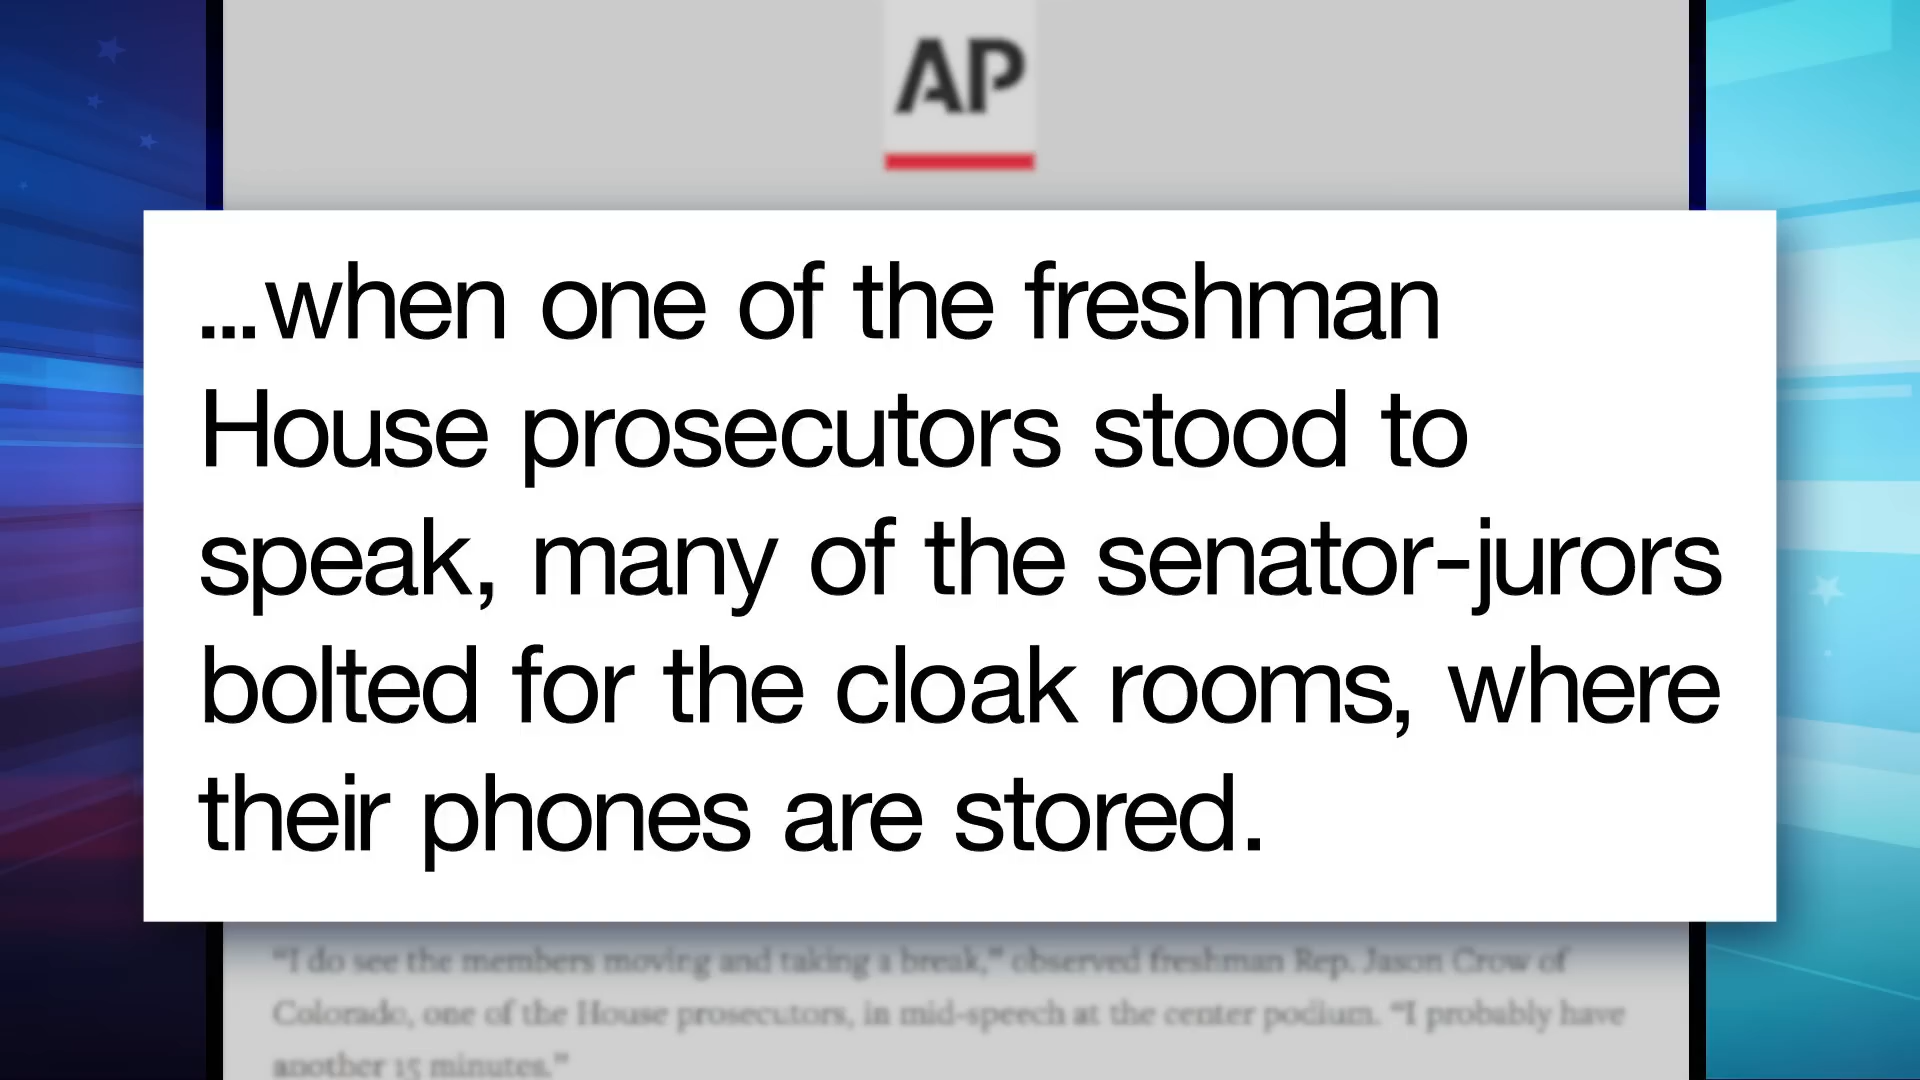 AP
...when one of the freshman
House prosecutors stood to
speak, many of the senator-jurors
bolted for the cloak rooms, where
their phones are stored.
“I do see the members moving and taking a break,” observed freshman Rep. Jason Crow of
Colorado, one of the House prosecutors, in mid-speech at the center podium. “I probably have
another 15 minutes.”